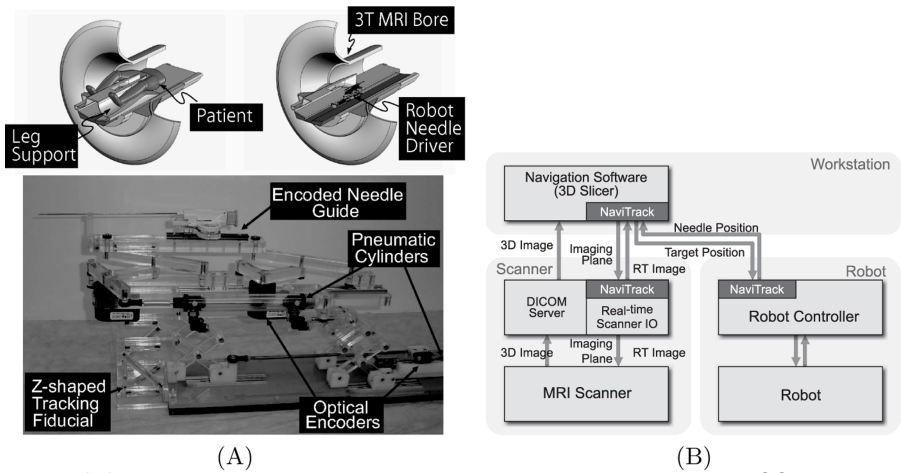 3T MRI Bore
Patient
Leg
Support
Robot
Needle
Driver
Encoded Needle
Guide
Pneumatic
Cylinders
Z-shaped
Tracking
Fiducial
Optical
Encoders
(A)
Workstation
Navigation Software
(3D Slicer)
NaviTrack
Needle Position
3D Image
Imaging
Plane
Target Position
RT Image
Scanner
Robot
DICOM
Server
NaviTrack
Real-time
Scanner IO
NaviTrack
Robot Controller
3D Image
Imaging
Plane
RT Image
MRI Scanner
Robot
(B)